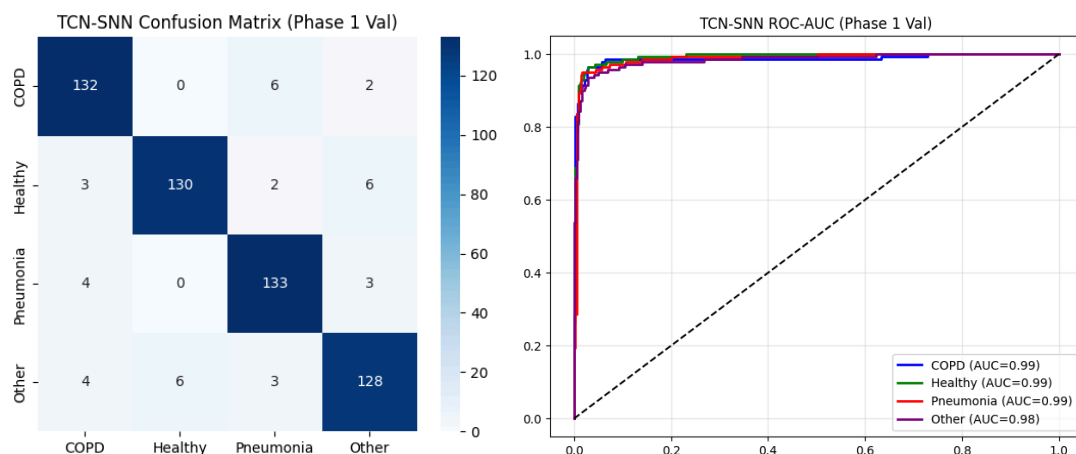 TCN-SNN Confusion Matrix (Phase 1 Val)
COPD
132 0 6 2
Healthy
3 130 2 6
Pneumonia
4 0 133 3
Other
4 6 3 128
COPD Healthy Pneumonia Other
120
100
80
60
40
20
0
TCN-SNN ROC-AUC (Phase 1 Val)
1.0
0.8
0.6
0.4
0.2
0.0
0.0 0.2 0.4 0.6 0.8 1.0
COPD (AUC=0.99)
Healthy (AUC=0.99)
Pneumonia (AUC=0.99)
Other (AUC=0.98)